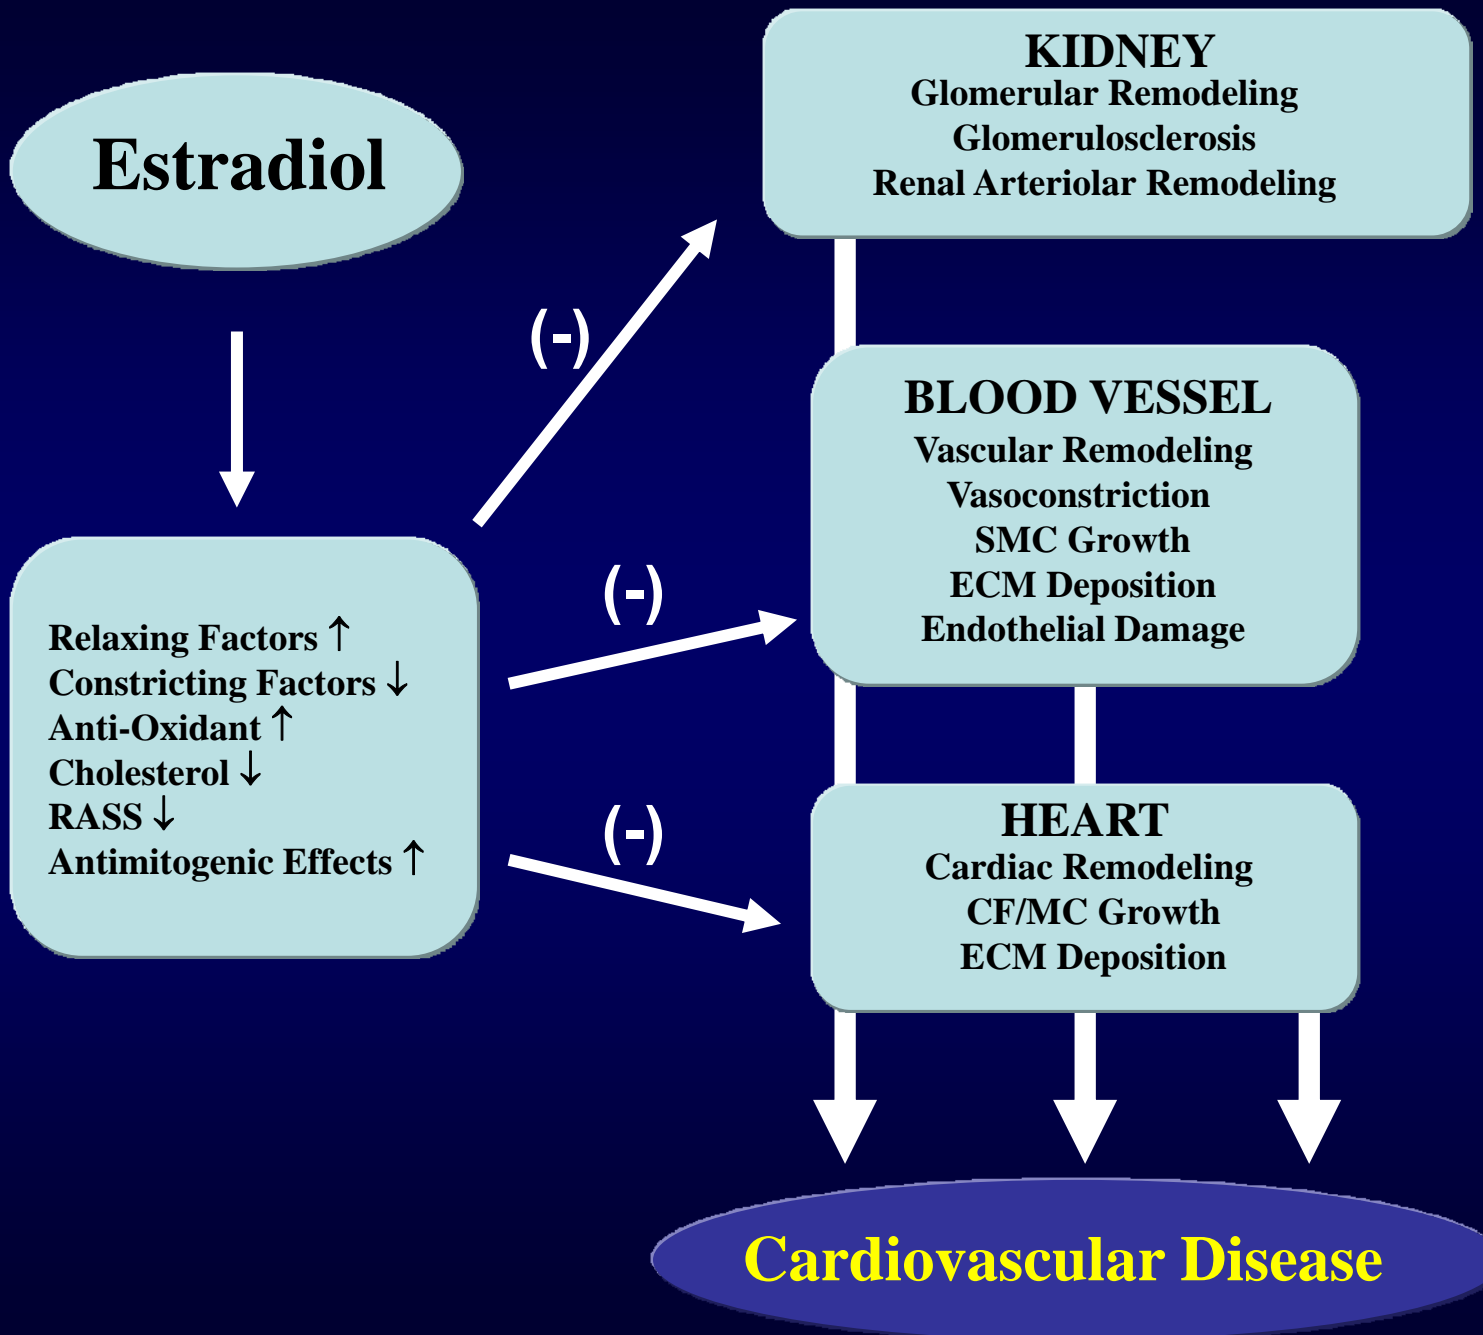 Estradiol
Relaxing Factors ↑
Constricting Factors ↓
Anti-Oxidant ↑
Cholesterol ↓
RASS ↓
Antimitogenic Effects ↑
(-)
(-)
(-)
KIDNEY
Glomerular Remodeling
Glomerulosclerosis
Renal Arteriolar Remodeling
BLOOD VESSEL
Vascular Remodeling
Vasoconstriction
SMC Growth
ECM Deposition
Endothelial Damage
HEART
Cardiac Remodeling
CF/MC Growth
ECM Deposition
Cardiovascular Disease